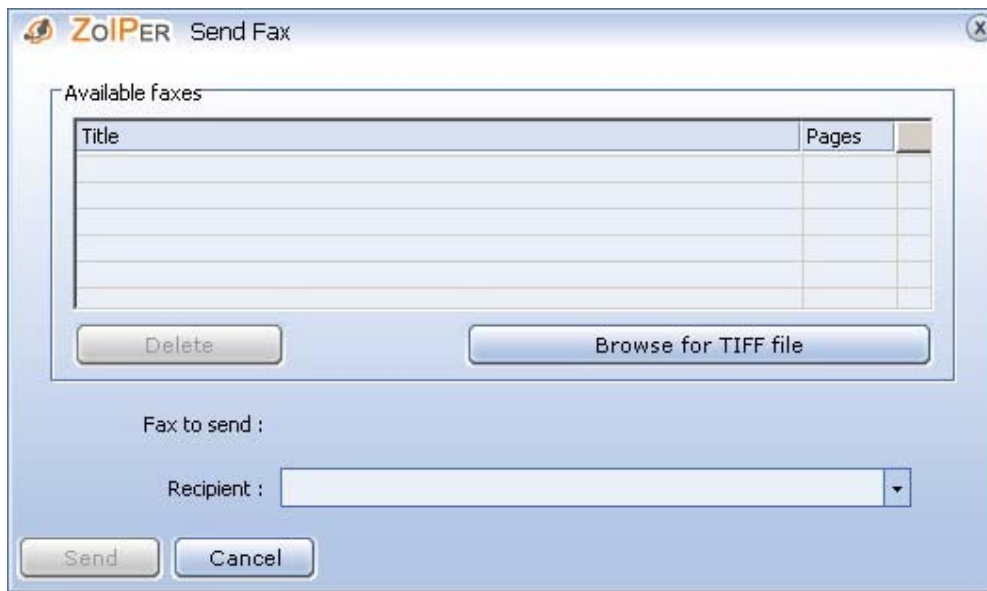 ZOIPER Send Fax
Available faxes
Title Pages
Delete Browse for TIFF file
Fax to send :
Recipient :
Send Cancel